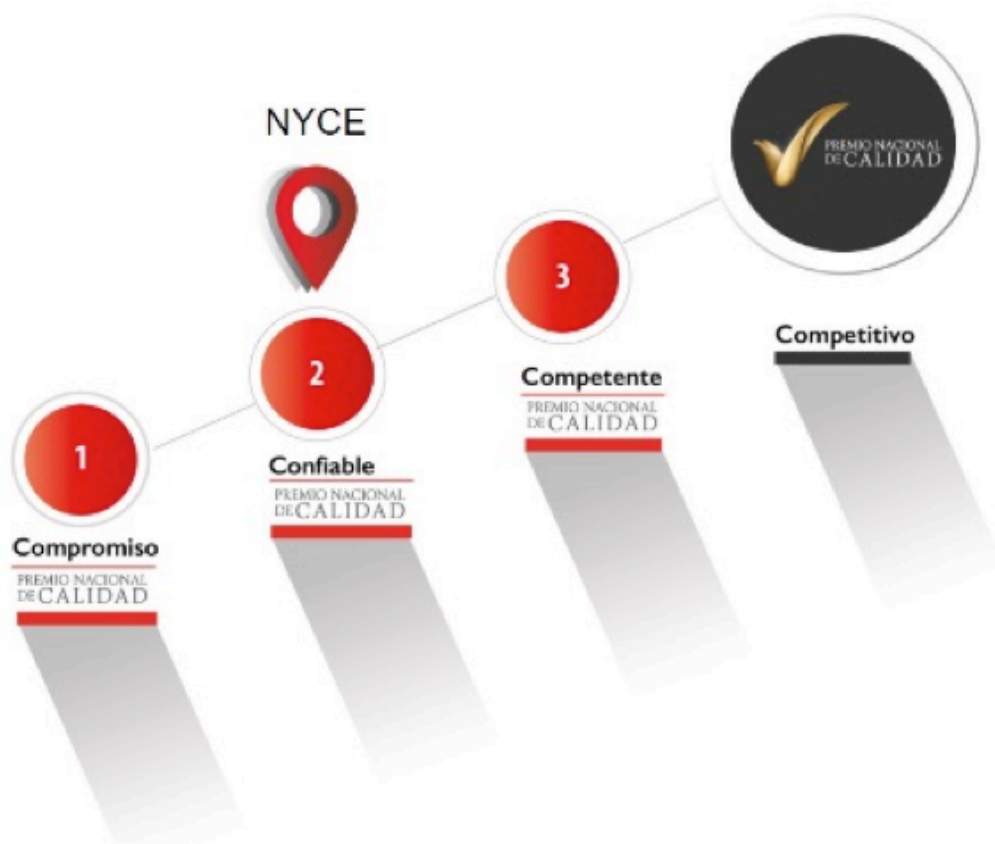 NYCE
PREMIO NACIONAL
DE CALIDAD
3
Competitivo
2
Competente
PREMIO NACIONAL
DE CALIDAD
1
Confiable
PREMIO NACIONAL
DE CALIDAD
Compromiso
PREMIO NACIONAL
DE CALIDAD